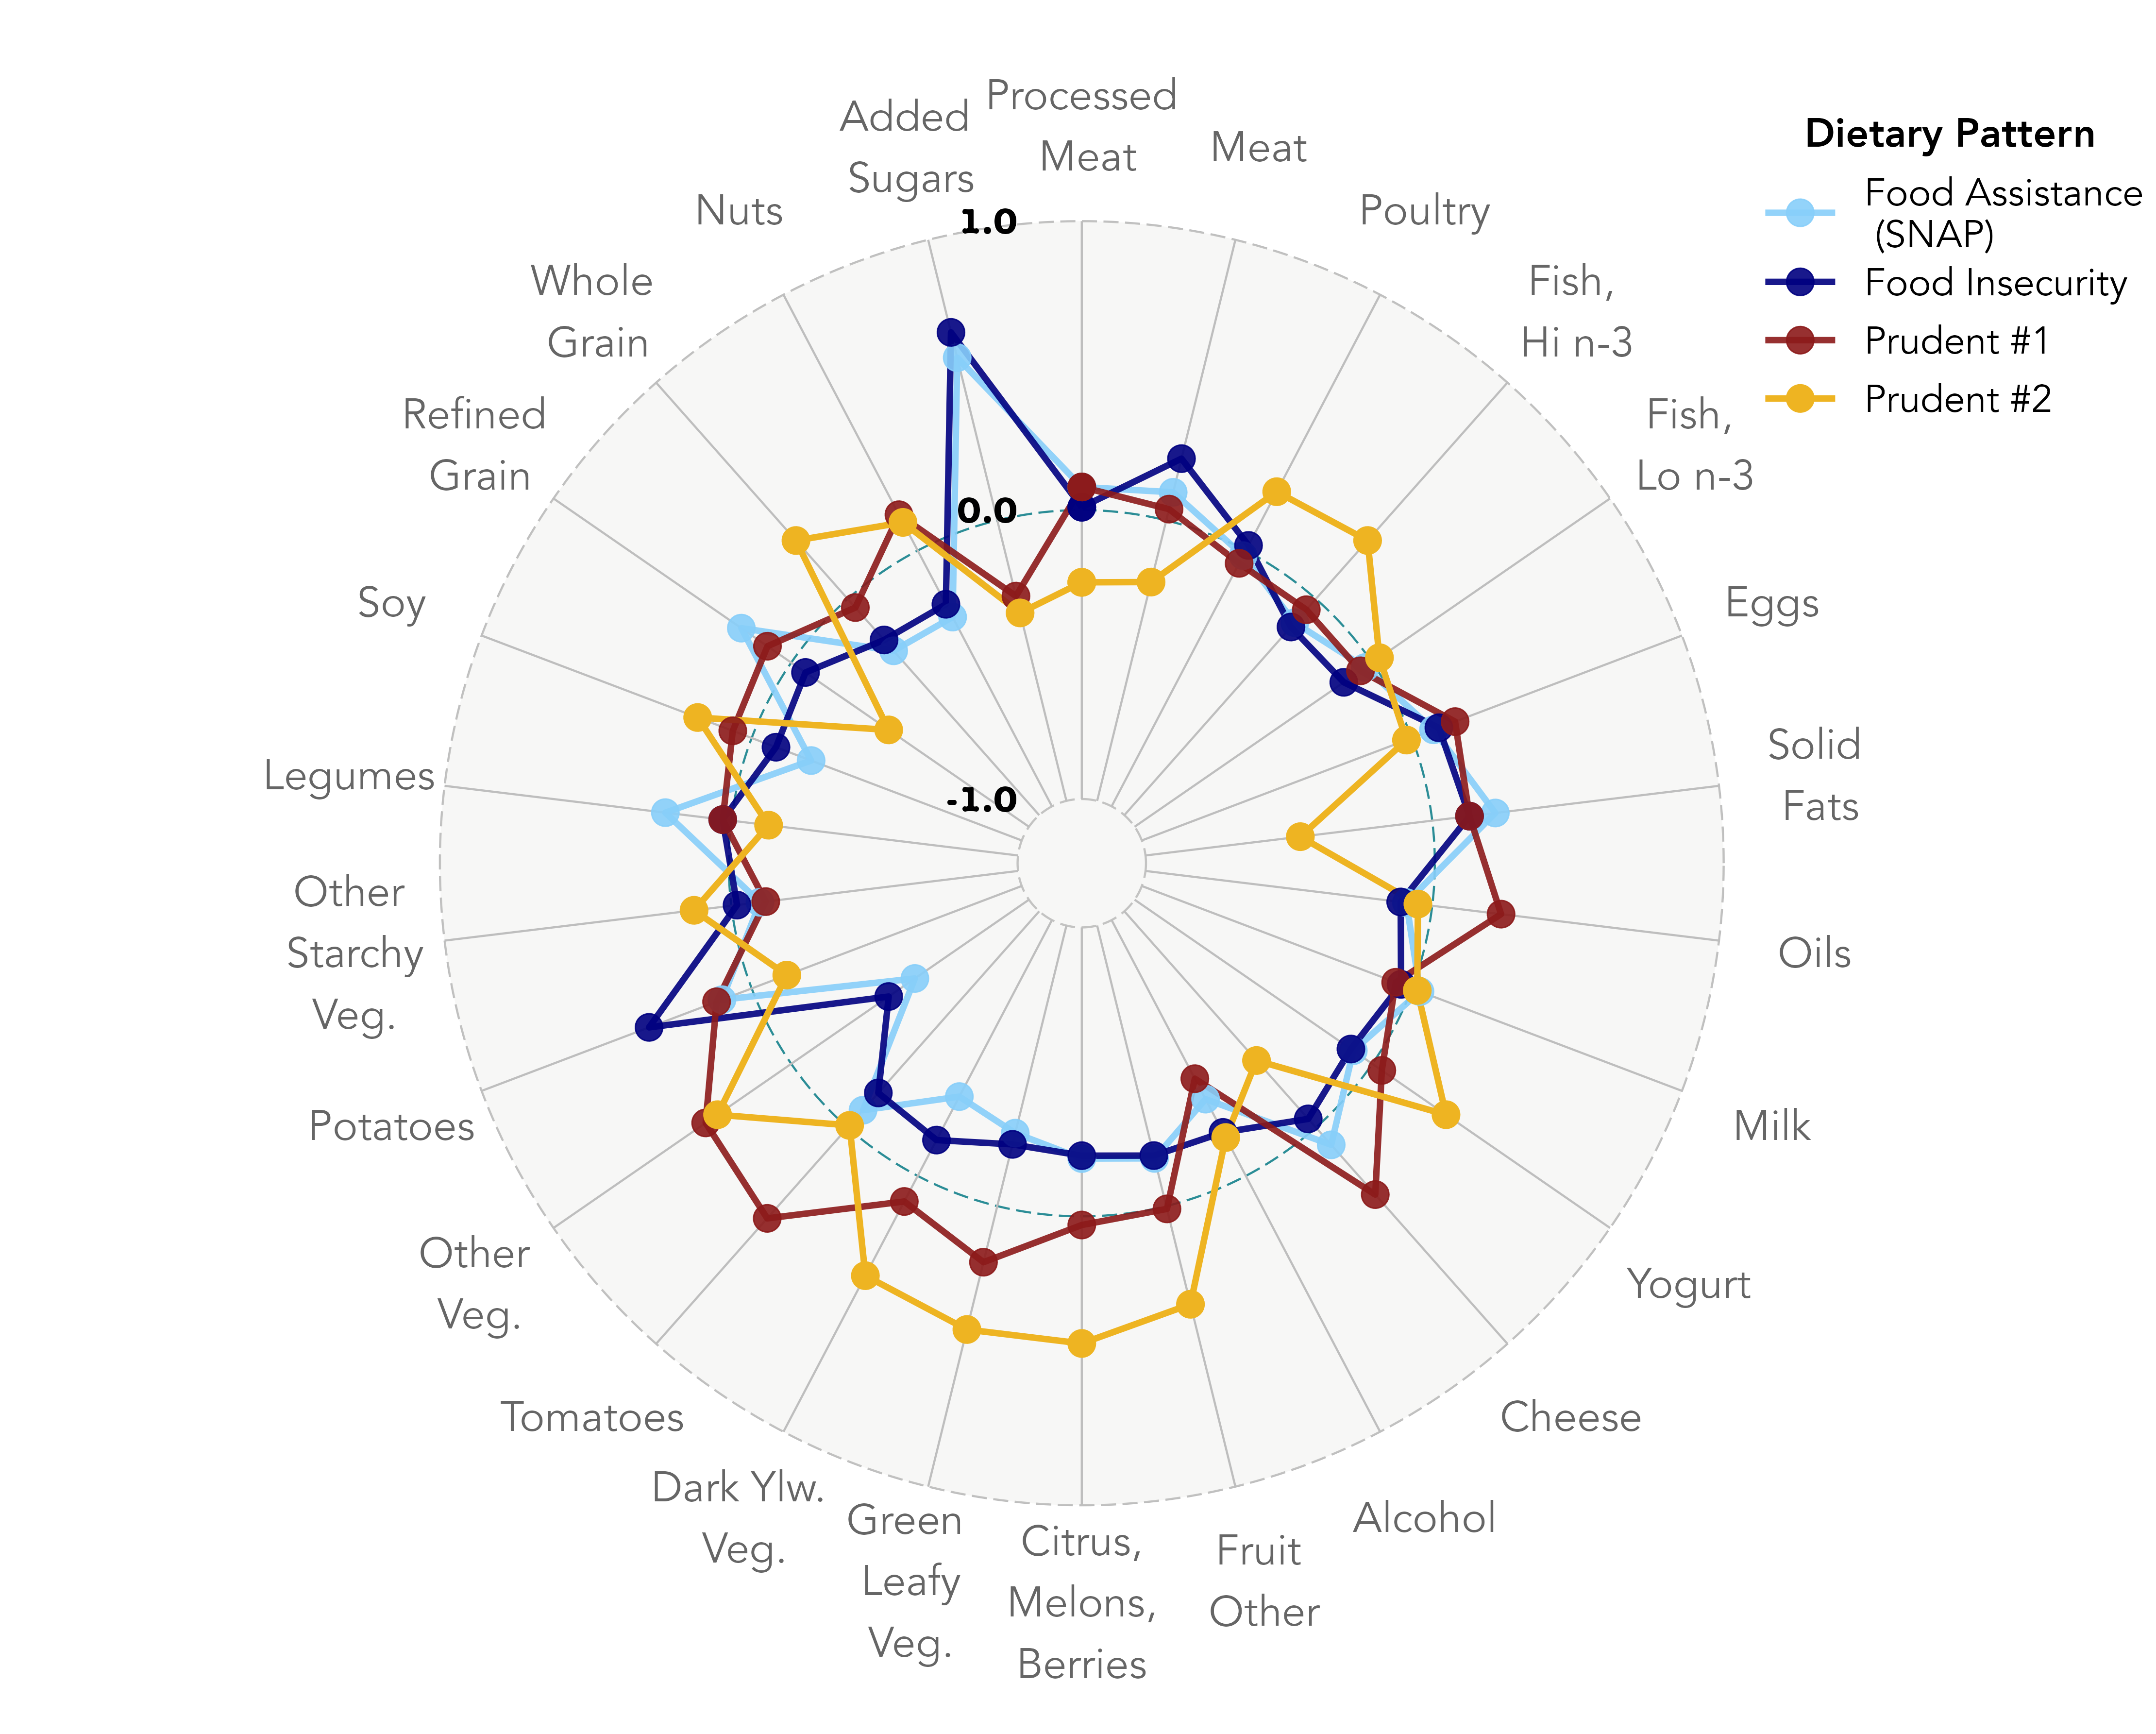 Processed
Meat
Meat
Poultry
Fish,
Hi n-3
Fish,
Lo n-3
Eggs
Solid
Fats
Oils
Milk
Yogurt
Cheese
Alcohol
Fruit
Other
Citrus,
Melons,
Berries
Green
Leafy
Veg.
Dark Ylw.
Veg.
Tomatoes
Other
Veg.
Potatoes
Other
Starchy
Veg.
Legumes
Soy
Refined
Grain
Whole
Grain
Nuts
Added
Sugars
1.0
0.0
-1.0
Dietary Pattern
Food Assistance
(SNAP)
Food Insecurity
Prudent #1
Prudent #2